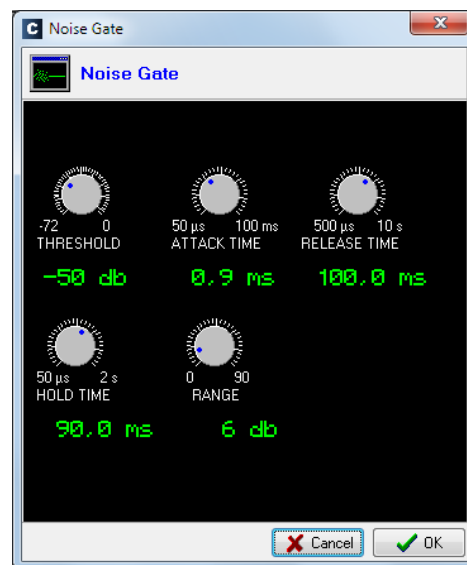 C Noise Gate
x
Noise Gate
-72 0
THRESHOLD
-50 db
50 µs 100 ms
ATTACK TIME
0,9 ms
500 µs 10 s
RELEASE TIME
100,0 ms
50 µs 2 s
HOLD TIME
90,0 ms
0 90
RANGE
6 db
Cancel
OK